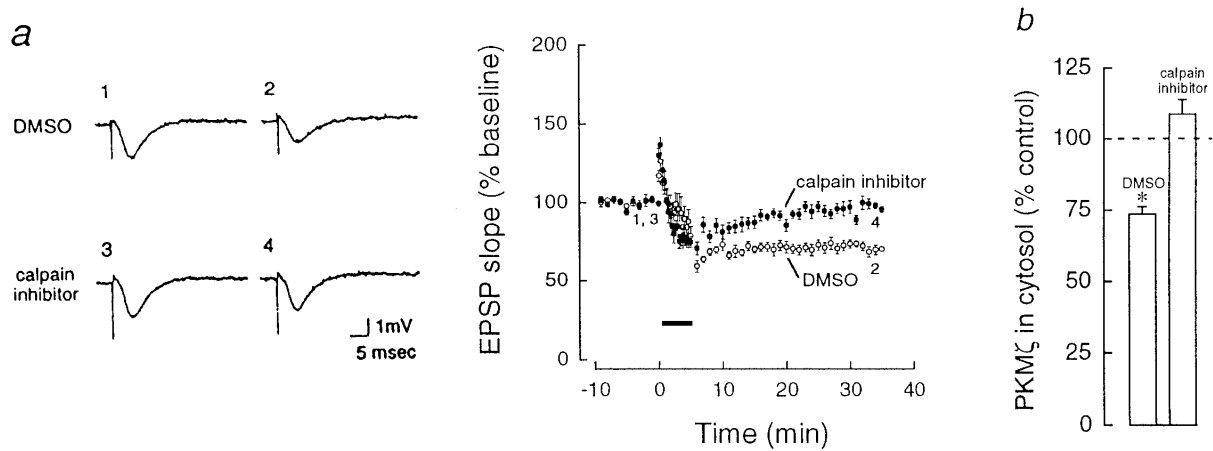 a
1
2
DMSO
3
4
calpain
inhibitor
1mV
5 msec
EPSP slope (% baseline)
200
150
100
50
0
1, 3
calpain inhibitor
4
DMSO
2
-10
0
10
20
30
40
Time (min)
b
PKMζ in cytosol (% control)
125
100
75
50
25
0
calpain
inhibitor
DMSO
*